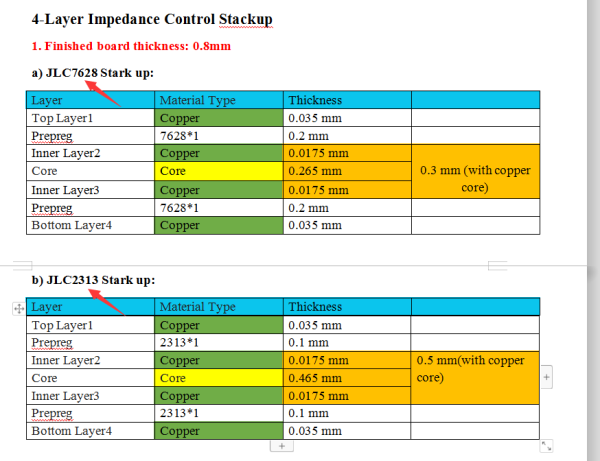 4-Layer Impedance Control Stackup
1. Finished board thickness: 0.8mm
a) JLC7628 Stark up:
Layer Material Type Thickness
Top Layer1 Copper 0.035 mm
Prepreg 7628*1 0.2 mm
Inner Layer2 Copper 0.0175 mm
Core Core 0.265 mm 0.3 mm (with copper
Inner Layer3 Copper 0.0175 mm core)
Prepreg 7628*1 0.2 mm
Bottom Layer4 Copper 0.035 mm
b) JLC2313 Stark up:
Layer Material Type Thickness
Top Layer1 Copper 0.035 mm
Prepreg 2313*1 0.1 mm
Inner Layer2 Copper 0.0175 mm 0.5 mm(with copper
Core Core 0.465 mm core)
Inner Layer3 Copper 0.0175 mm
Prepreg 2313*1 0.1 mm
Bottom Layer4 Copper 0.035 mm